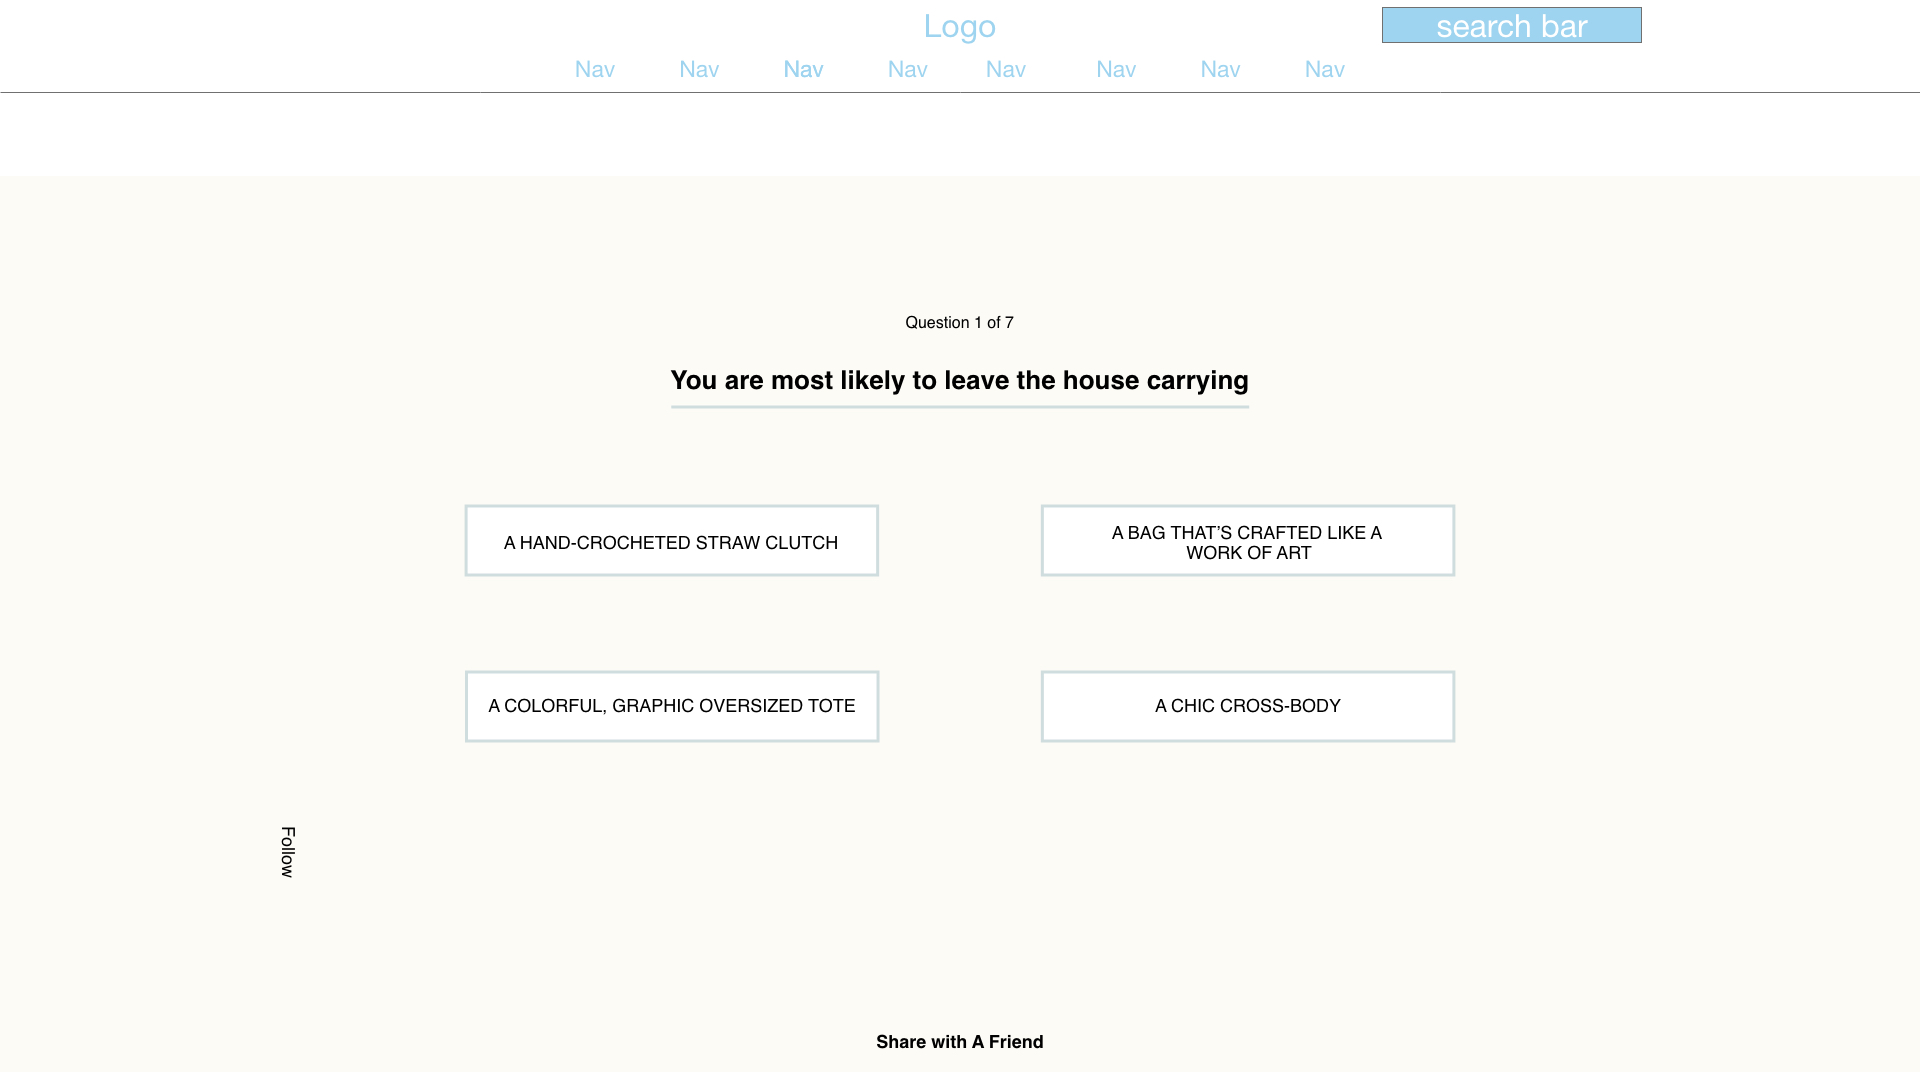 Logo
search bar
Nav Nav Nav Nav Nav Nav Nav Nav
Question 1 of 7
You are most likely to leave the house carrying
A HAND-CROCHETED STRAW CLUTCH
A BAG THAT’S CRAFTED LIKE A
WORK OF ART
A COLORFUL, GRAPHIC OVERSIZED TOTE
A CHIC CROSS-BODY
Follow
Share with A Friend